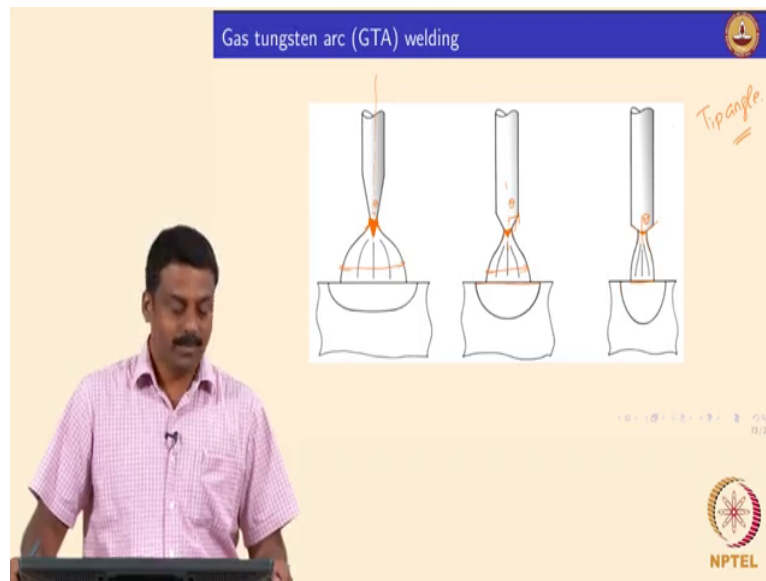 Gas tungsten arc (GTA) welding
Tip angle.
θ
θ
θ
NPTEL